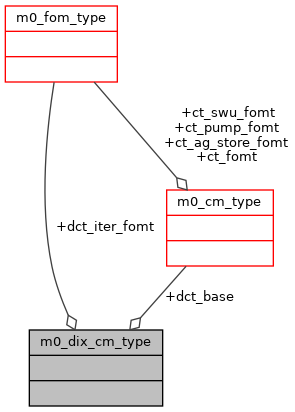 m0_fom_type
+ct_swu_fomt
+ct_pump_fomt
+ct_ag_store_fomt
+ct_fomt
m0_cm_type
+dct_iter_fomt
+dct_base
m0_dix_cm_type